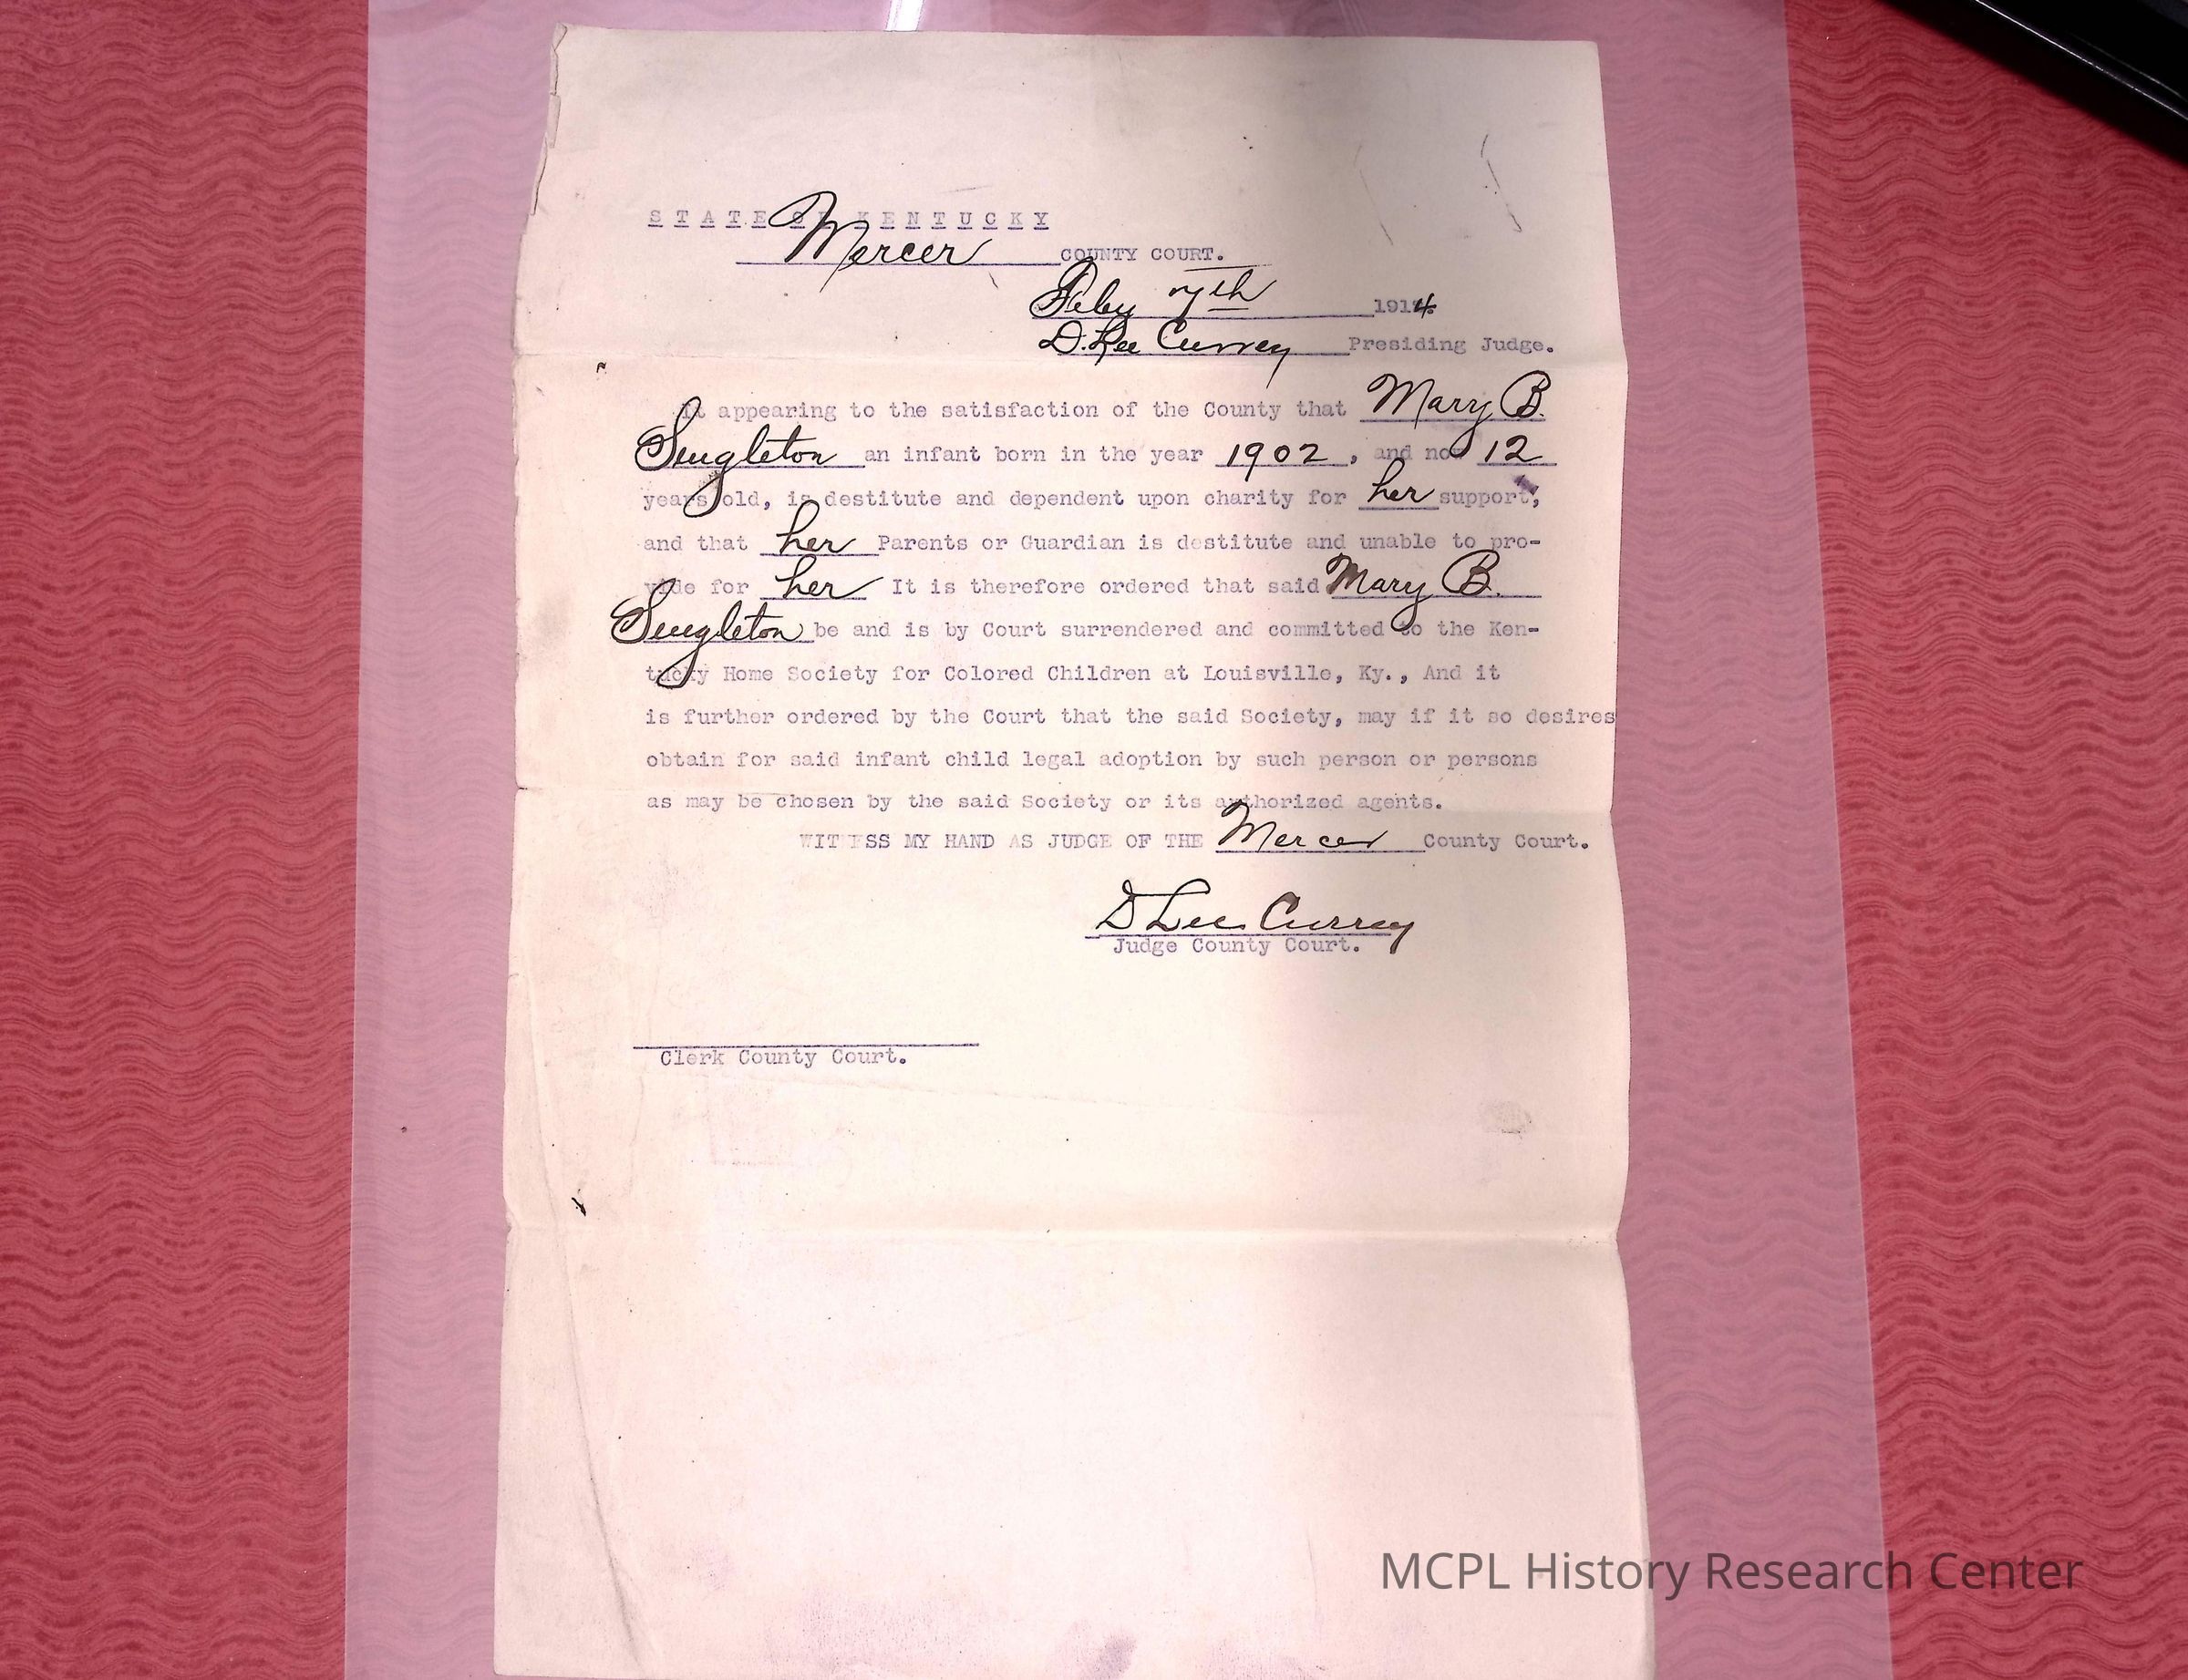 STATE OF KENTUCKY
Mercer COUNTY COURT.
Feby 7th 1914
D. Lee Currey Presiding Judge.
It appearing to the satisfaction of the County that Mary B.
Singleton an infant born in the year 1902, and now 12
years old, is destitute and dependent upon charity for her support,
and that her Parents or Guardian is destitute and unable to pro-
vide for her It is therefore ordered that said Mary B.
Singleton be and is by Court surrendered and committed to the Ken-
tucky Home Society for Colored Children at Louisville, Ky., And it
is further ordered by the Court that the said Society, may if it so desires
obtain for said infant child legal adoption by such person or persons
as may be chosen by the said Society or its authorized agents.
WITNESS MY HAND AS JUDGE OF THE Mercer County Court.
D Lee Currey
Judge County Court.
Clerk County Court.
MCPL History Research Center